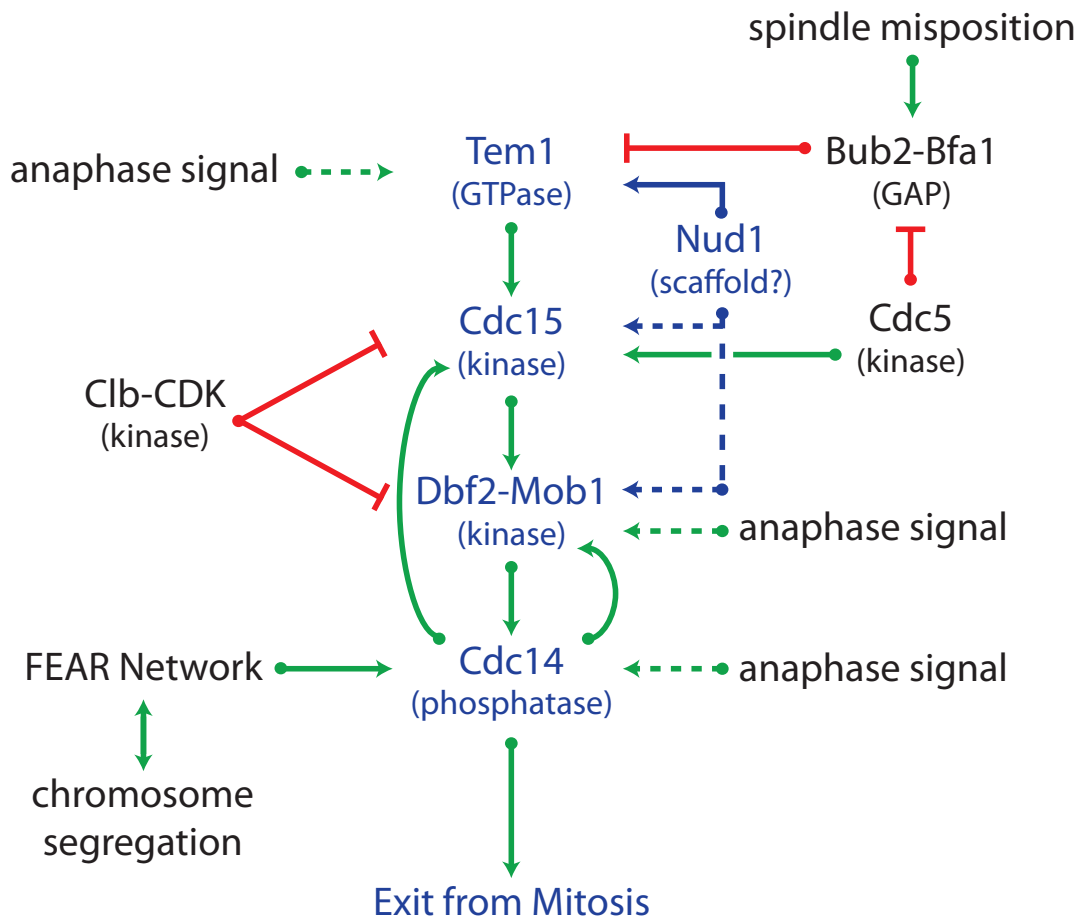 spindle misposition
anaphase signal
Tem1
(GTPase)
Bub2-Bfa1
(GAP)
Nud1
(scaffold?)
Cdc15
(kinase)
Cdc5
(kinase)
Clb-CDK
(kinase)
Dbf2-Mob1
(kinase)
anaphase signal
FEAR Network
Cdc14
(phosphatase)
anaphase signal
chromosome
segregation
Exit from Mitosis